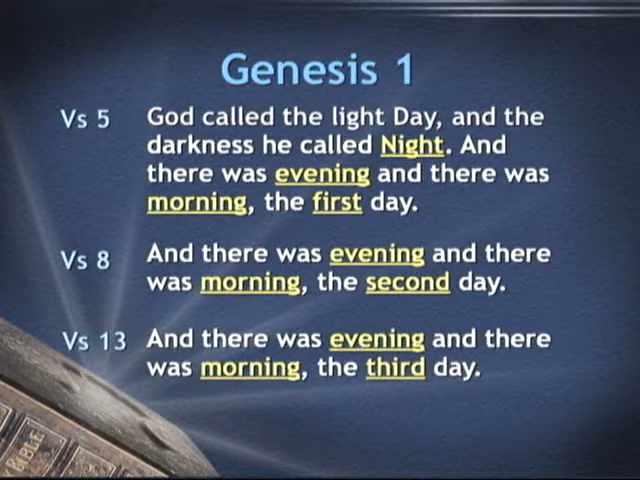 Genesis 1
Vs 5 God called the light Day, and the
darkness he called Night. And
there was evening and there was
morning, the first day.
Vs 8 And there was evening and there
was morning, the second day.
Vs 13 And there was evening and there
was morning, the third day.
BIBLE